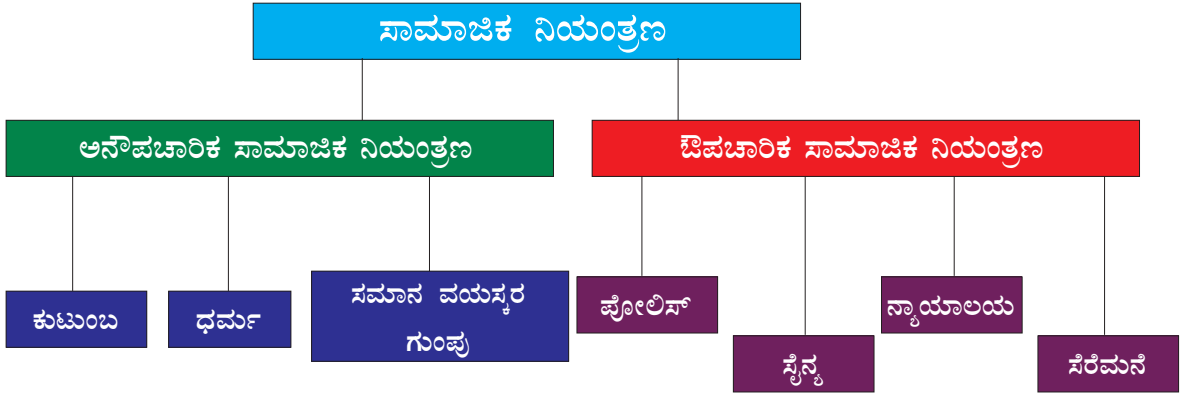 ಸಾಮಾಜಿಕ ನಿಯಂತ್ರಣ
ಅನೌಪಚಾರಿಕ ಸಾಮಾಜಿಕ ನಿಯಂತ್ರಣ
ಔಪಚಾರಿಕ ಸಾಮಾಜಿಕ ನಿಯಂತ್ರಣ
ಕುಟುಂಬ
ಧರ್ಮ
ಸಮಾನ ವಯಸ್ಕರ
ಗುಂಪು
ಪೋಲಿಸ್
ಸೈನ್ಯ
ನ್ಯಾಯಾಲಯ
ಸೆರೆಮನೆ